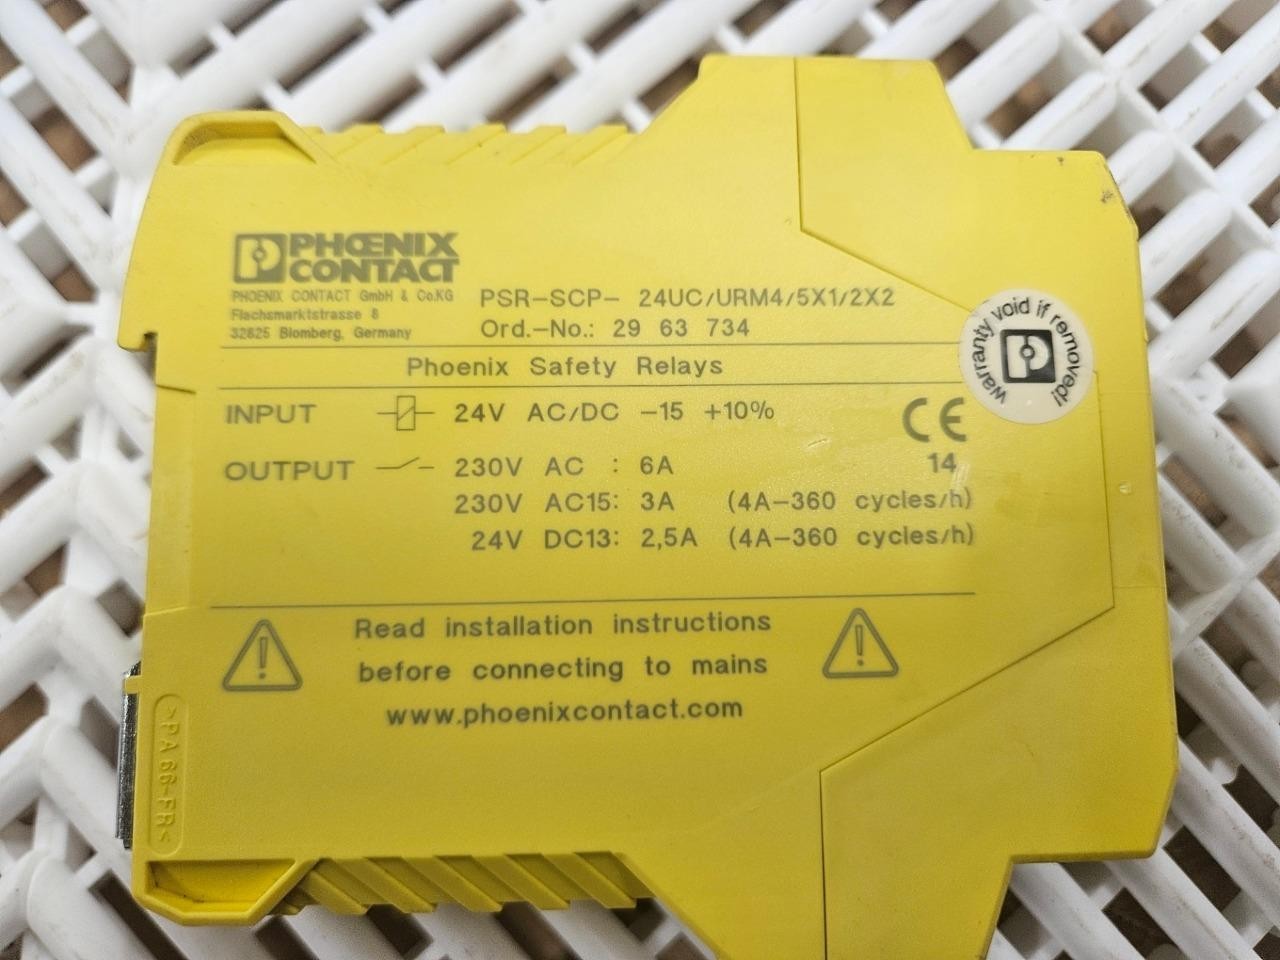 PHŒNIX
CONTACT
PHOENIX CONTACT GmbH & Co.KG
Flachsmarktstrasse 8
32825 Blomberg, Germany
PSR-SCP- 24UC/URM4/5X1/2X2
Ord.-No.: 29 63 734
warranty void if removed!
Phoenix Safety Relays
INPUT 24V AC/DC -15 +10%
CE
OUTPUT 230V AC : 6A
14
230V AC15: 3A (4A-360 cycles/h)
24V DC13: 2,5A (4A-360 cycles/h)
Read installation instructions
before connecting to mains
www.phoenixcontact.com
>PA66-FR<